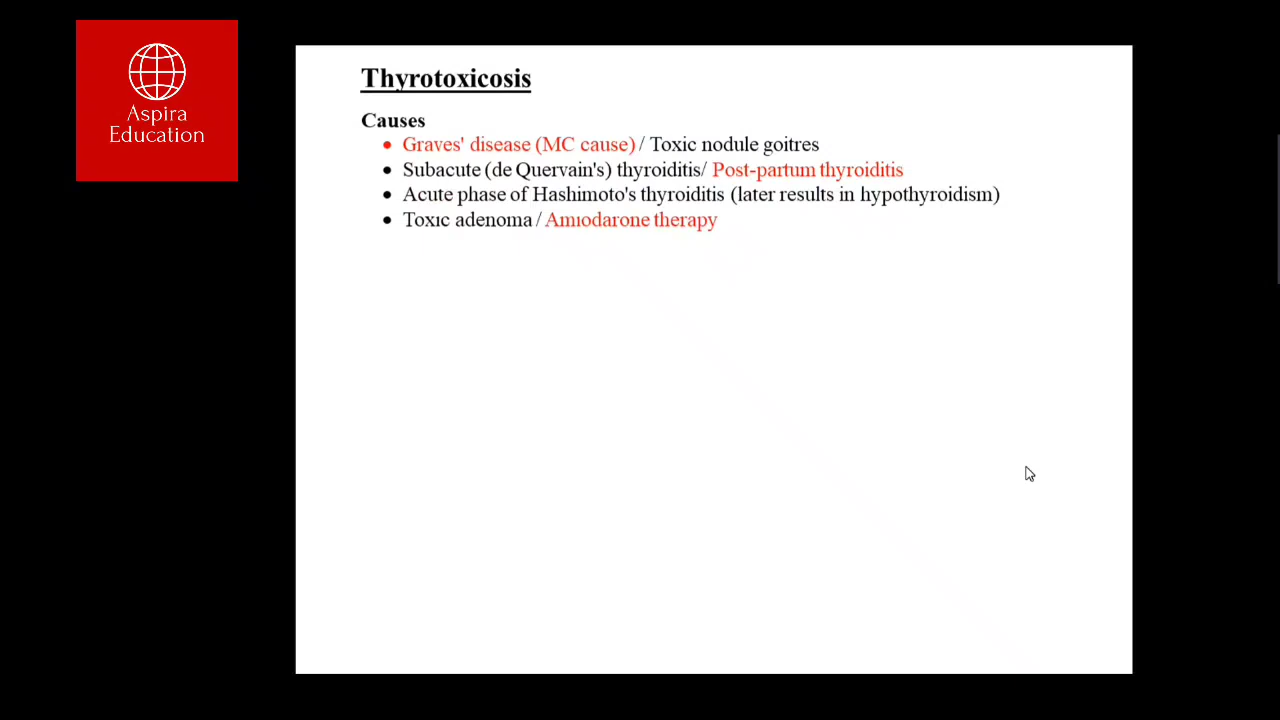 Aspira
Education
Thyrotoxicosis
Causes
• Graves' disease (MC cause) / Toxic nodule goitres
• Subacute (de Quervain's) thyroiditis/ Post-partum thyroiditis
• Acute phase of Hashimoto's thyroiditis (later results in hypothyroidism)
• Toxic adenoma / Amiodarone therapy